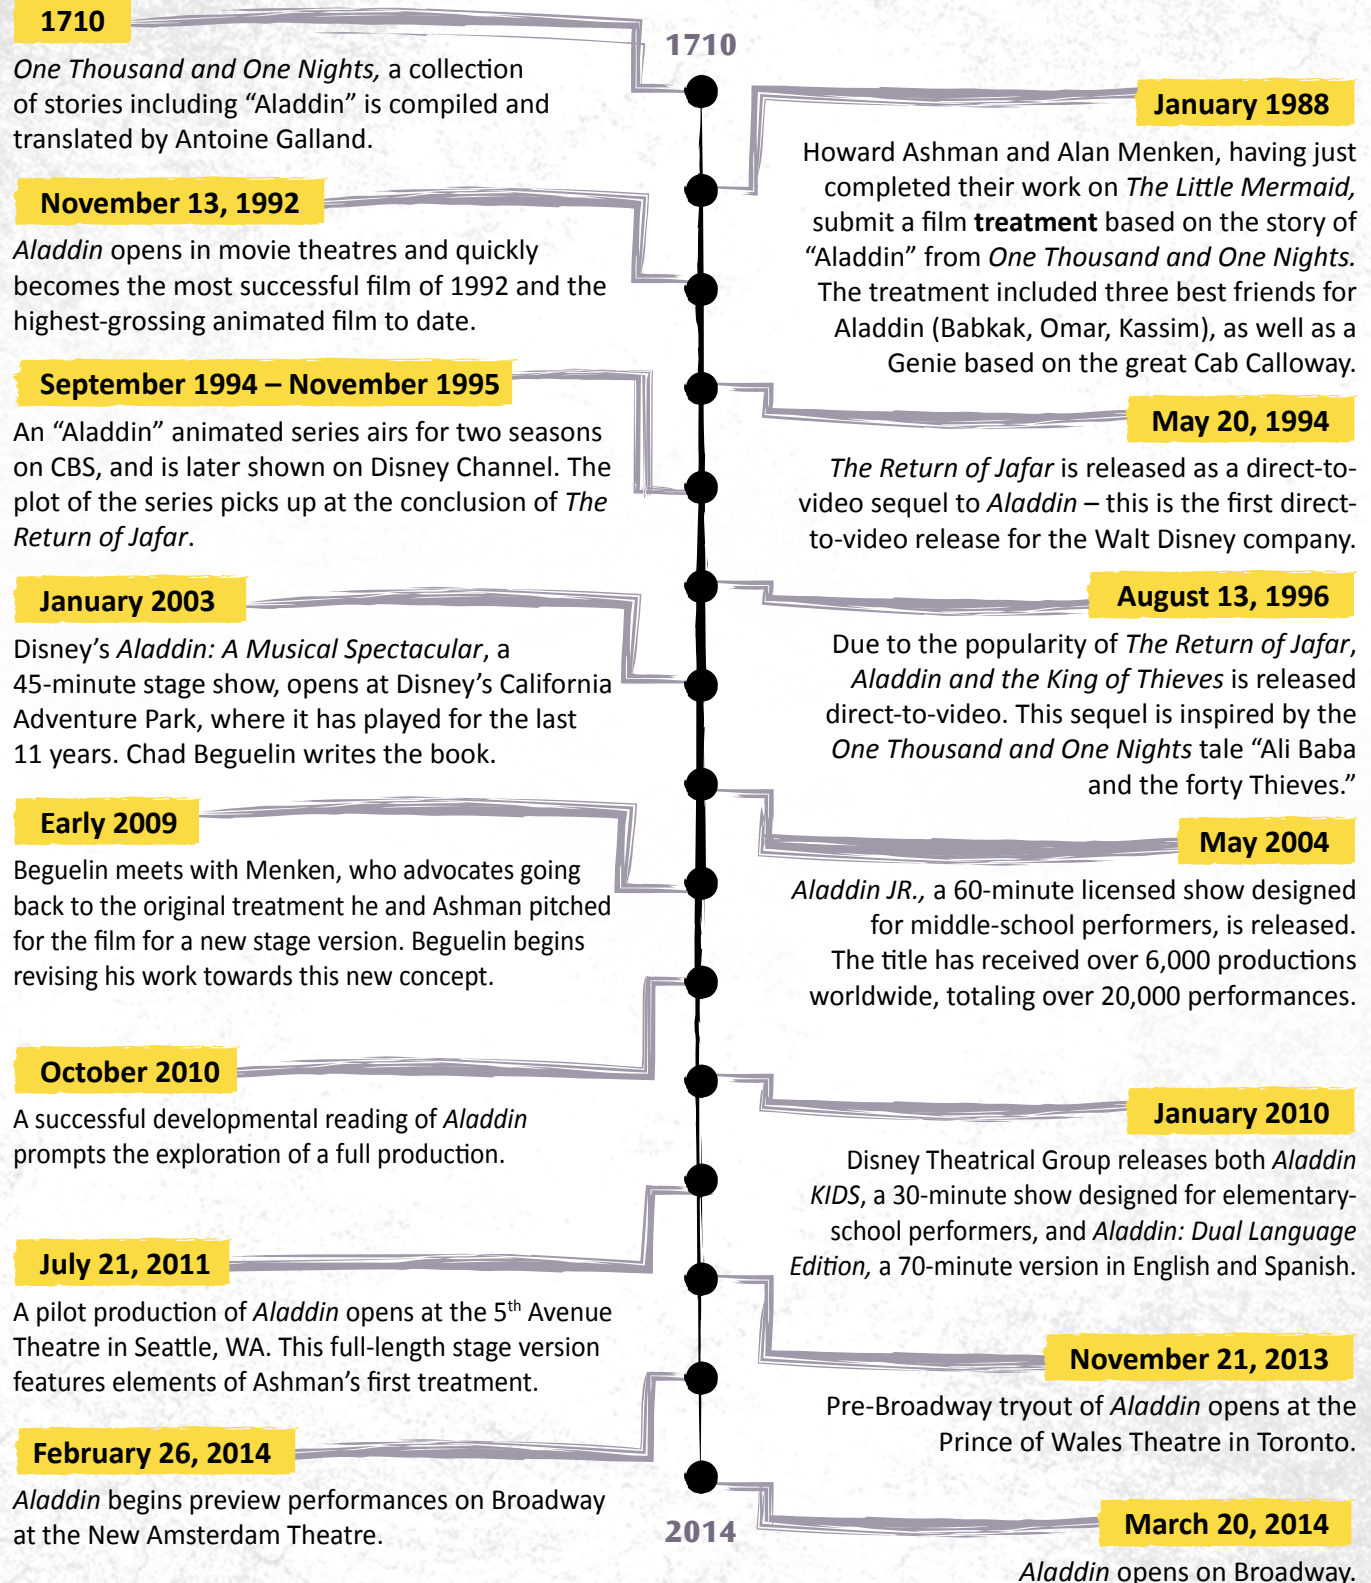 1710
One Thousand and One Nights, a collection
of stories including “Aladdin” is compiled and
translated by Antoine Galland.
1710
January 1988
Howard Ashman and Alan Menken, having just
completed their work on The Little Mermaid,
submit a film treatment based on the story of
“Aladdin” from One Thousand and One Nights.
The treatment included three best friends for
Aladdin (Babkak, Omar, Kassim), as well as a
Genie based on the great Cab Calloway.
November 13, 1992
Aladdin opens in movie theatres and quickly
becomes the most successful film of 1992 and the
highest-grossing animated film to date.
May 20, 1994
The Return of Jafar is released as a direct-to-
video sequel to Aladdin – this is the first direct-
to-video release for the Walt Disney company.
September 1994 – November 1995
An “Aladdin” animated series airs for two seasons
on CBS, and is later shown on Disney Channel. The
plot of the series picks up at the conclusion of The
Return of Jafar.
August 13, 1996
Due to the popularity of The Return of Jafar,
Aladdin and the King of Thieves is released
direct-to-video. This sequel is inspired by the
One Thousand and One Nights tale “Ali Baba
and the forty Thieves.”
January 2003
Disney’s Aladdin: A Musical Spectacular, a
45-minute stage show, opens at Disney’s California
Adventure Park, where it has played for the last
11 years. Chad Beguelin writes the book.
May 2004
Aladdin JR., a 60-minute licensed show designed
for middle-school performers, is released.
The title has received over 6,000 productions
worldwide, totaling over 20,000 performances.
Early 2009
Beguelin meets with Menken, who advocates going
back to the original treatment he and Ashman pitched
for the film for a new stage version. Beguelin begins
revising his work towards this new concept.
October 2010
A successful developmental reading of Aladdin
prompts the exploration of a full production.
January 2010
Disney Theatrical Group releases both Aladdin
KIDS, a 30-minute show designed for elementary-
school performers, and Aladdin: Dual Language
Edition, a 70-minute version in English and Spanish.
July 21, 2011
A pilot production of Aladdin opens at the 5th Avenue
Theatre in Seattle, WA. This full-length stage version
features elements of Ashman’s first treatment.
November 21, 2013
Pre-Broadway tryout of Aladdin opens at the
Prince of Wales Theatre in Toronto.
February 26, 2014
Aladdin begins preview performances on Broadway
at the New Amsterdam Theatre.
2014
March 20, 2014
Aladdin opens on Broadway.